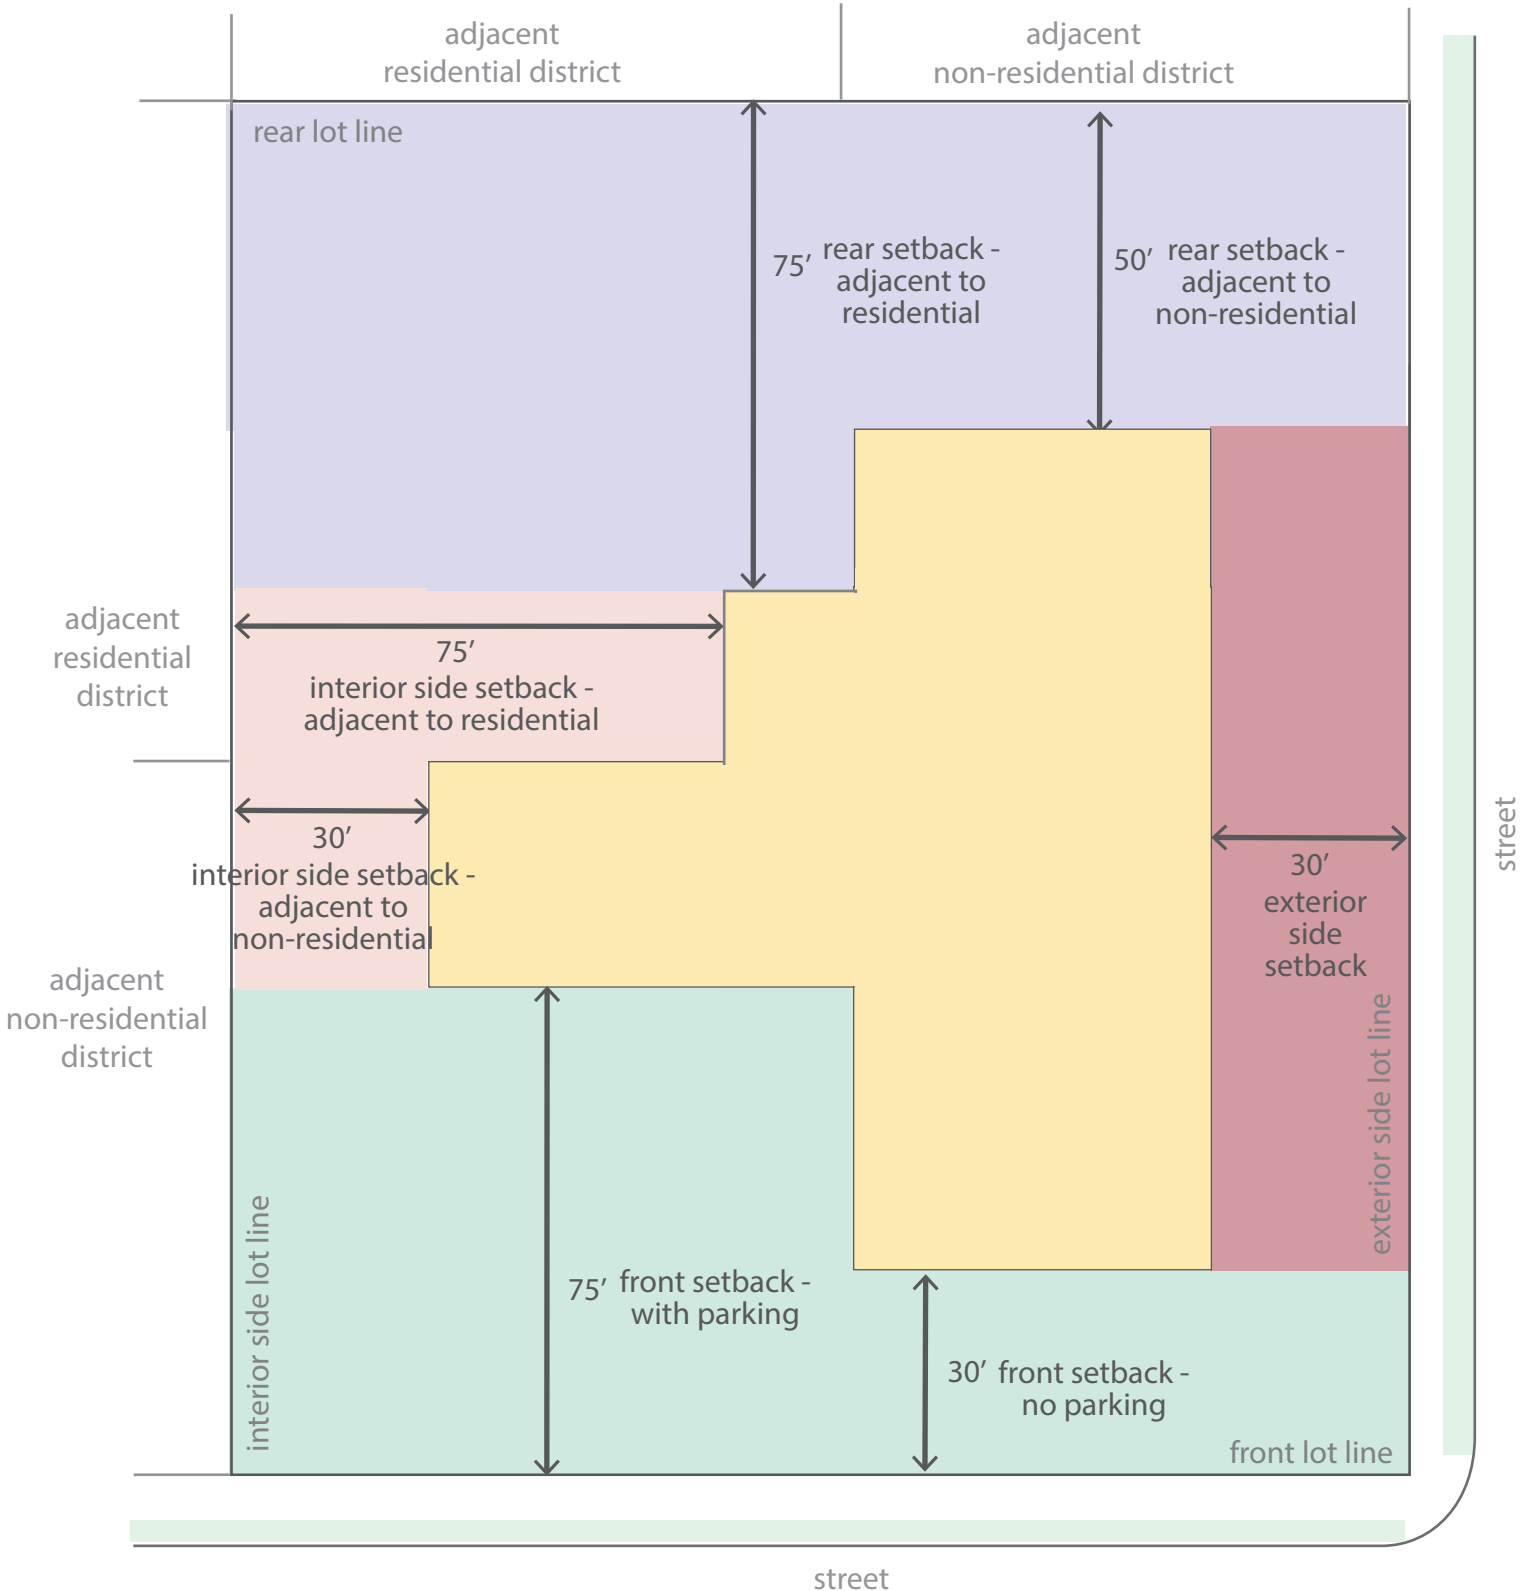 adjacent
residential district
adjacent
non-residential district
rear lot line
75’
rear setback -
adjacent to
residential
50’
rear setback -
adjacent to
non-residential
adjacent
residential
district
75’
interior side setback -
adjacent to residential
30’
interior side setback -
adjacent to
non-residential
30’
exterior
side
setback
street
adjacent
non-residential
district
exterior side lot line
interior side lot line
75’
front setback -
with parking
30’
front setback -
no parking
front lot line
street